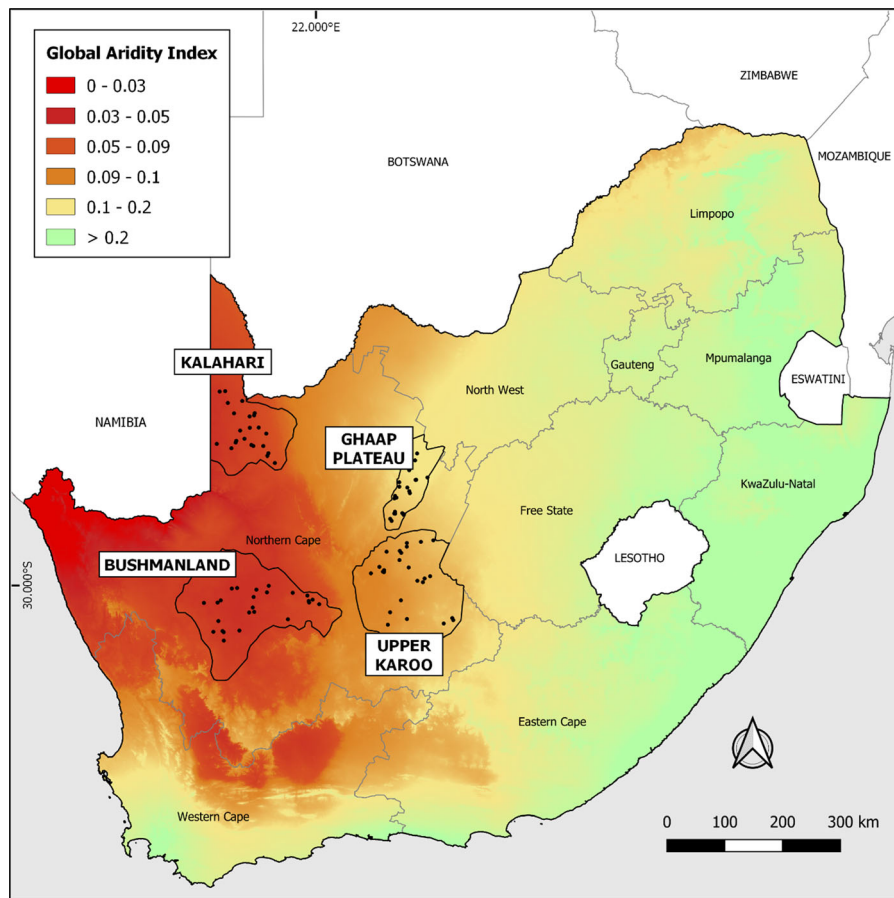 22.000°E
Global Aridity Index
0 - 0.03
0.03 - 0.05
0.05 - 0.09
0.09 - 0.1
0.1 - 0.2
> 0.2
ZIMBABWE
MOZAMBIQUE
BOTSWANA
Limpopo
KALAHARI
Gauteng
Mpumalanga
ESWATINI
North West
NAMIBIA
GHAAP
PLATEAU
KwaZulu-Natal
Free State
Northern Cape
LESOTHO
BUSHMANLAND
30.000°S
UPPER
KAROO
Eastern Cape
Western Cape
0 100 200 300 km